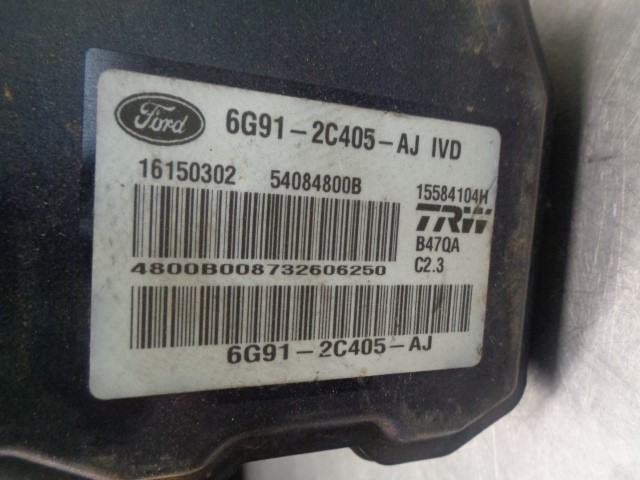 Ford
6G91-2C405-AJ IVD
16150302 54084800B 15584104H
TRW
B47QA
C2.3
4800B008732606250
6G91-2C405-AJ